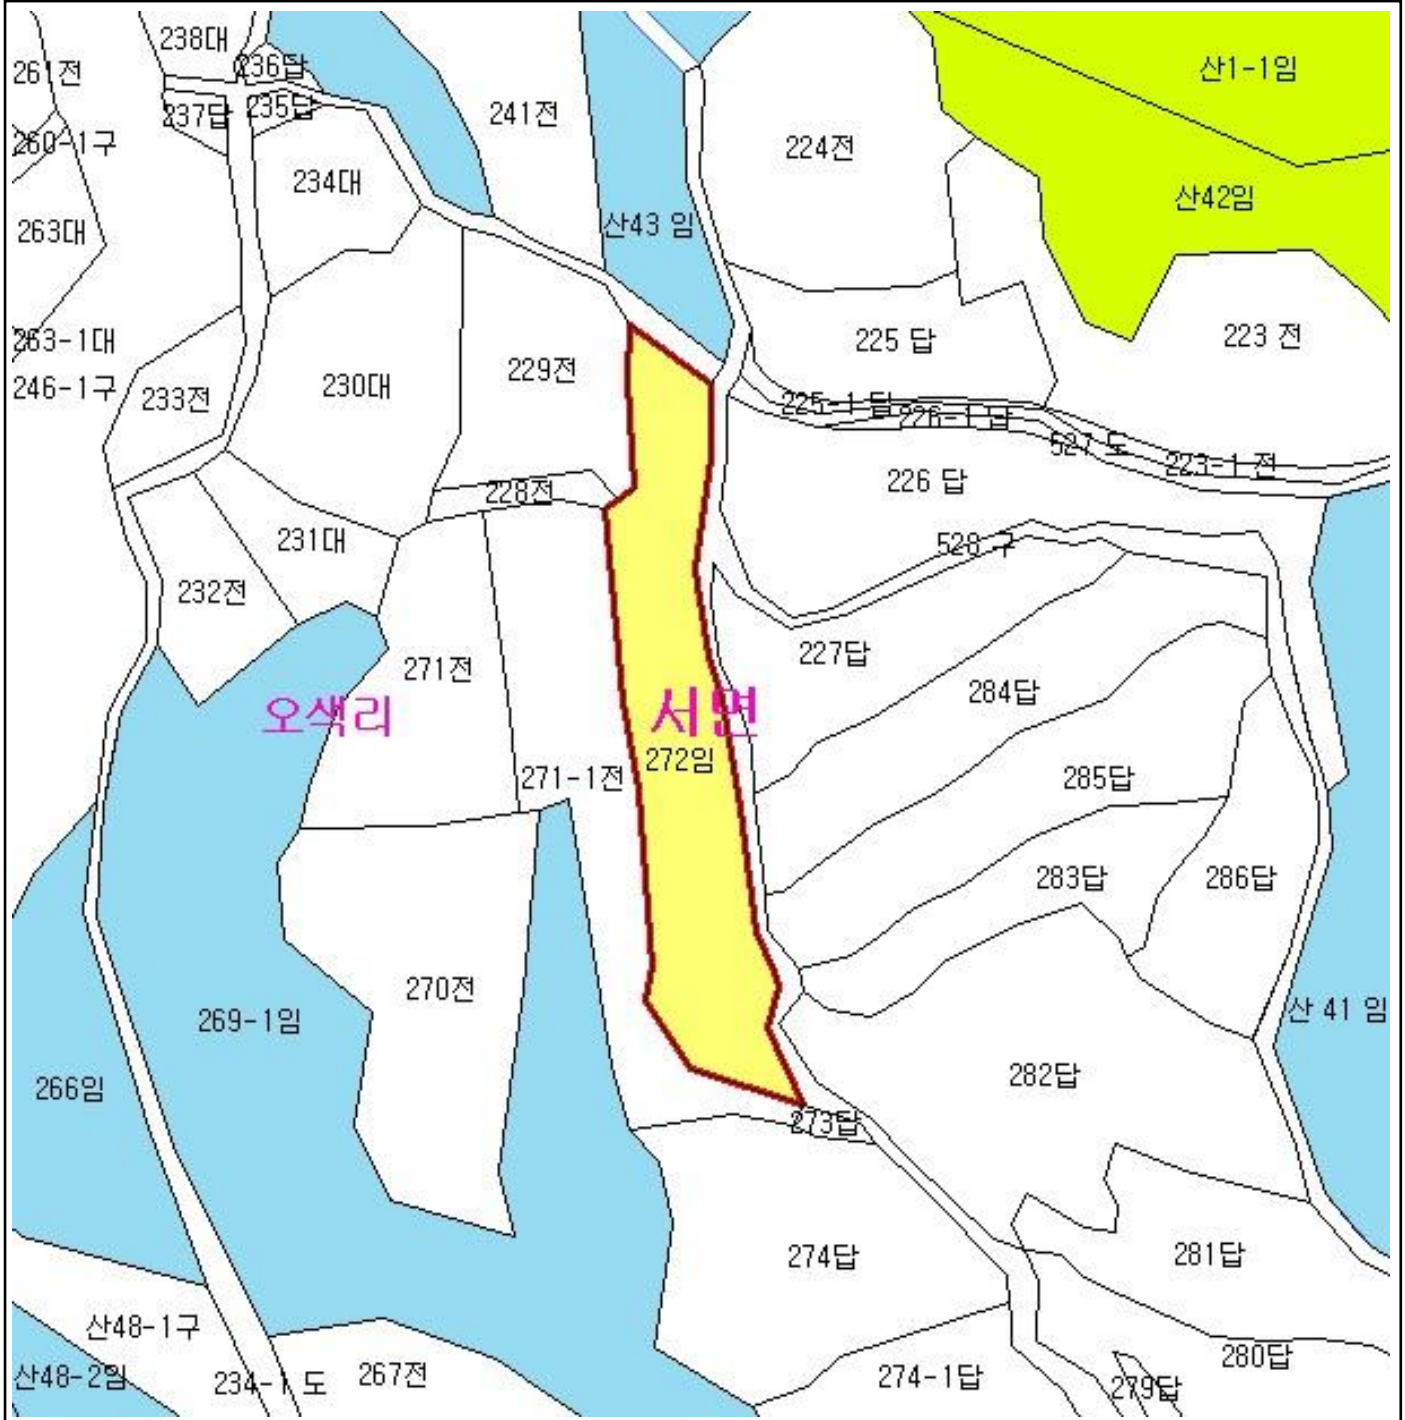 238대
산1-1임
261전
236답
241전
237답
235답
260-1구
224전
234대
산42임
263대
산43 임
263-1대
225 답
223 전
246-1구
233전
230대
229전
225-1 답
226-1 답
527 도
223-1 전
228전
226 답
231대
528 구
232전
227답
271전
284답
오색리
서면
272임
271-1전
285답
283답
286답
270전
269-1임
산 41 임
266임
282답
273답
274답
281답
산48-1구
280답
산48-2임
234-1 도
267전
274-1답
279답